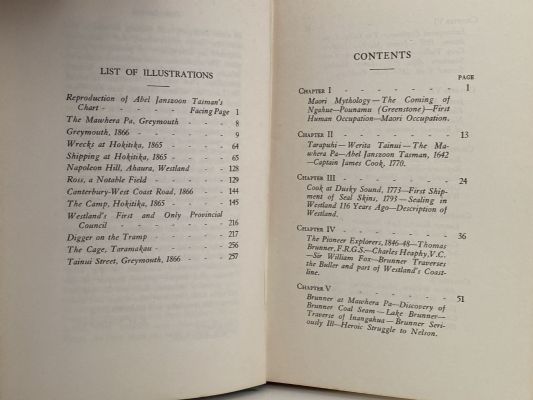 LIST OF ILLUSTRATIONS
Reproduction of Abel Janszoon Tasman's
Chart - - - - - Facing Page 1
The Mawhera Pa, Greymouth - - 8
Greymouth, 1866 - - - - - 9
Wrecks at Hokitika, 1865 - - - 64
Shipping at Hokitika, 1865 - - - 65
Napoleon Hill, Ahaura, Westland - - 128
Ross, a Notable Field - - - - 129
Canterbury-West Coast Road, 1866 - - 144
The Camp, Hokitika, 1865 - - - 145
Westland's First and Only Provincial
Council - - - - - - 216
Digger on the Tramp - - - - 217
The Cage, Taramakau - - - - 256
Tainui Street, Greymouth, 1866 - - 257
CONTENTS
PAGE
CHAPTER I - - - - - - 1
Maori Mythology—The Coming of
Ngahue—Pounamu (Greenstone)—First
Human Occupation—Maori Occupation.
CHAPTER II - - - - - - 13
Tarapuhi — Werita Tainui — The Ma-
whera Pa—Abel Janszoon Tasman, 1642
—Captain James Cook, 1770.
CHAPTER III - - - - - - 24
Cook at Dusky Sound, 1773—First Ship-
ment of Seal Skins, 1793—Sealing in
Westland 116 Years Ago—Description of
Westland.
CHAPTER IV - - - - - - 36
The Pioneer Explorers, 1846-48—Thomas
Brunner, F.R.G.S.—Charles Heaphy, V.C.
—Sir William Fox—Brunner Traverses
the Buller and part of Westland's Coast-
line.
CHAPTER V - - - - - - 51
Brunner at Mawhera Pa—Discovery of
Brunner Coal Seam — Lake Brunner—
Traverse of Inangahua — Brunner Seri-
ously Ill—Heroic Struggle to Nelson.